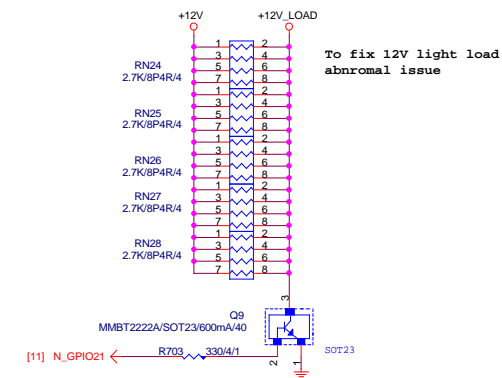 +12V +12V_LOAD
To fix 12V light load
abnromal issue
1 2
3 4
RN24 5 6
2.7K/8P4R/4 7 8
1 2
3 4
RN25 5 6
2.7K/8P4R/4 7 8
1 2
3 4
RN26 5 6
2.7K/8P4R/4 7 8
1 2
RN27 3 4
2.7K/8P4R/4 5 6
7 8
1 2
RN28 3 4
2.7K/8P4R/4 5 6
7 8
3
Q9
MMBT2222A/SOT23/600mA/40
SOT23
R703 330/4/1
[11] N_GPIO21
2 1